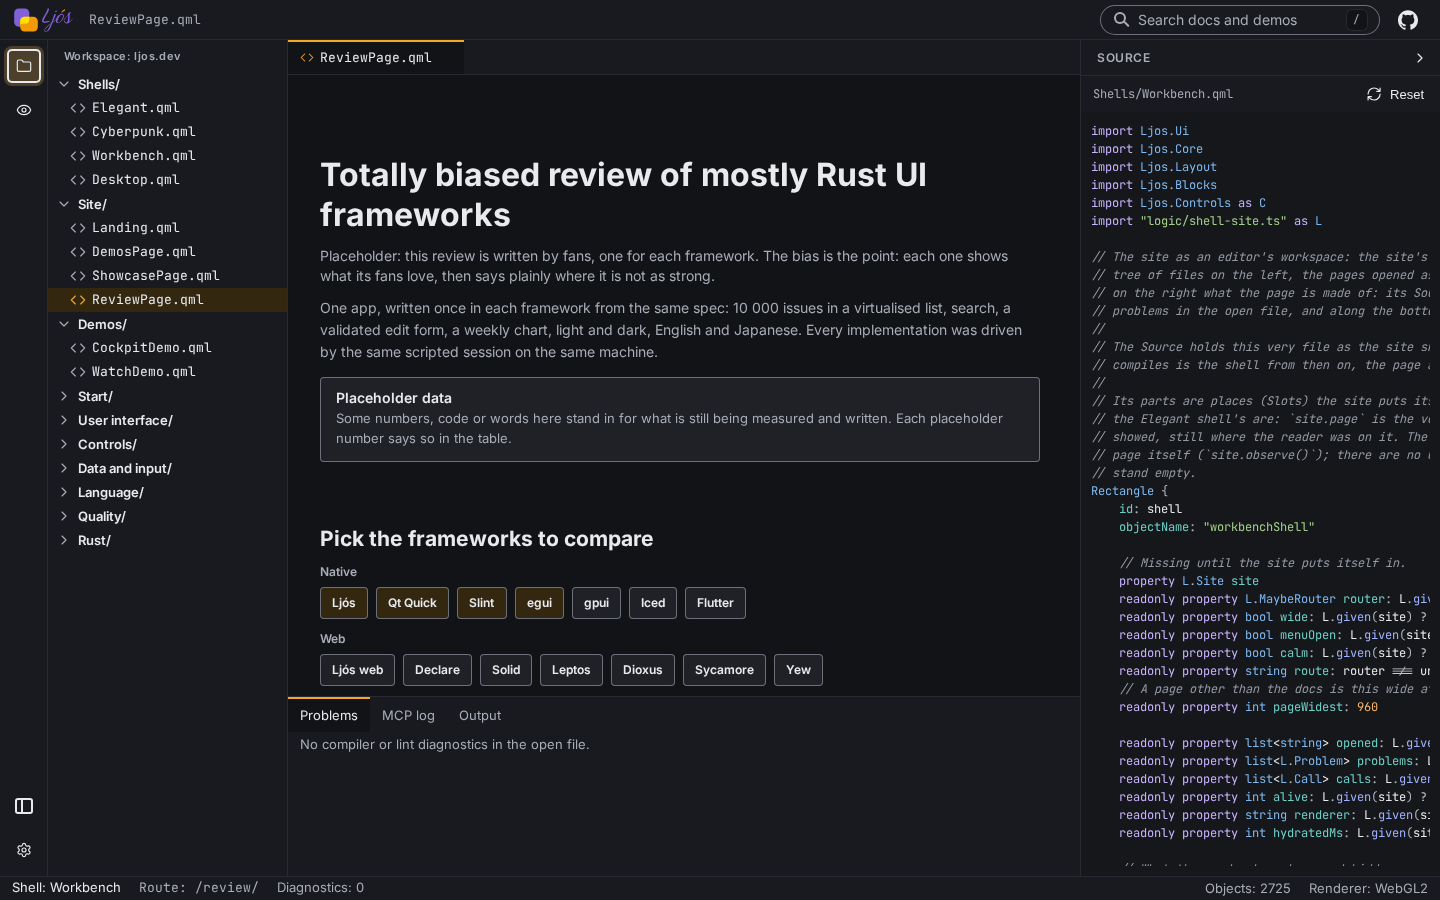 Ljós
ReviewPage.qml
Search docs and demos
/
Workspace: ljos.dev
Shells/
Elegant.qml
Cyberpunk.qml
Workbench.qml
Desktop.qml
Site/
Landing.qml
DemosPage.qml
ShowcasePage.qml
ReviewPage.qml
Demos/
CockpitDemo.qml
WatchDemo.qml
Start/
User interface/
Controls/
Data and input/
Language/
Quality/
Rust/
ReviewPage.qml
Totally biased review of mostly Rust UI
frameworks
Placeholder: this review is written by fans, one for each framework. The bias is the point: each one shows
what its fans love, then says plainly where it is not as strong.
One app, written once in each framework from the same spec: 10 000 issues in a virtualised list, search, a
validated edit form, a weekly chart, light and dark, English and Japanese. Every implementation was driven
by the same scripted session on the same machine.
Placeholder data
Some numbers, code or words here stand in for what is still being measured and written. Each placeholder
number says so in the table.
Pick the frameworks to compare
Native
Ljós Qt Quick Slint egui gpui Iced Flutter
Web
Ljós web Declare Solid Leptos Dioxus Sycamore Yew
Problems MCP log Output
No compiler or lint diagnostics in the open file.
SOURCE
Shells/Workbench.qml
Reset
import Ljos.Ui
import Ljos.Core
import Ljos.Layout
import Ljos.Blocks
import Ljos.Controls as C
import "logic/shell-site.ts" as L
// The site as an editor's workspace: the site's
// tree of files on the left, the pages opened as
// on the right what the page is made of: its Sou
// problems in the open file, and along the botto
//
// The Source holds this very file as the site sh
// compiles is the shell from then on, the page a
//
// Its parts are places (Slots) the site puts its
// the Elegant shell's are: `site.page` is the ve
// showed, still where the reader was on it. The
// page itself (`site.observe()`); there are no
// stand empty.
Rectangle {
id: shell
objectName: "workbenchShell"
// Missing until the site puts itself in.
property L.Site site
readonly property L.MaybeRouter router: L.giv
readonly property bool wide: L.given(site) ?
readonly property bool menuOpen: L.given(site
readonly property bool calm: L.given(site) ?
readonly property string route: router !== un
// A page other than the docs is this wide at
readonly property int pageWidest: 960
readonly property list<string> opened: L.give
readonly property list<L.Problem> problems: L
readonly property list<L.Call> calls: L.given
readonly property int alive: L.given(site) ?
readonly property string renderer: L.given(si
readonly property int hydratedMs: L.given(sit
Shell: Workbench
Route: /review/
Diagnostics: 0
Objects: 2725
Renderer: WebGL2